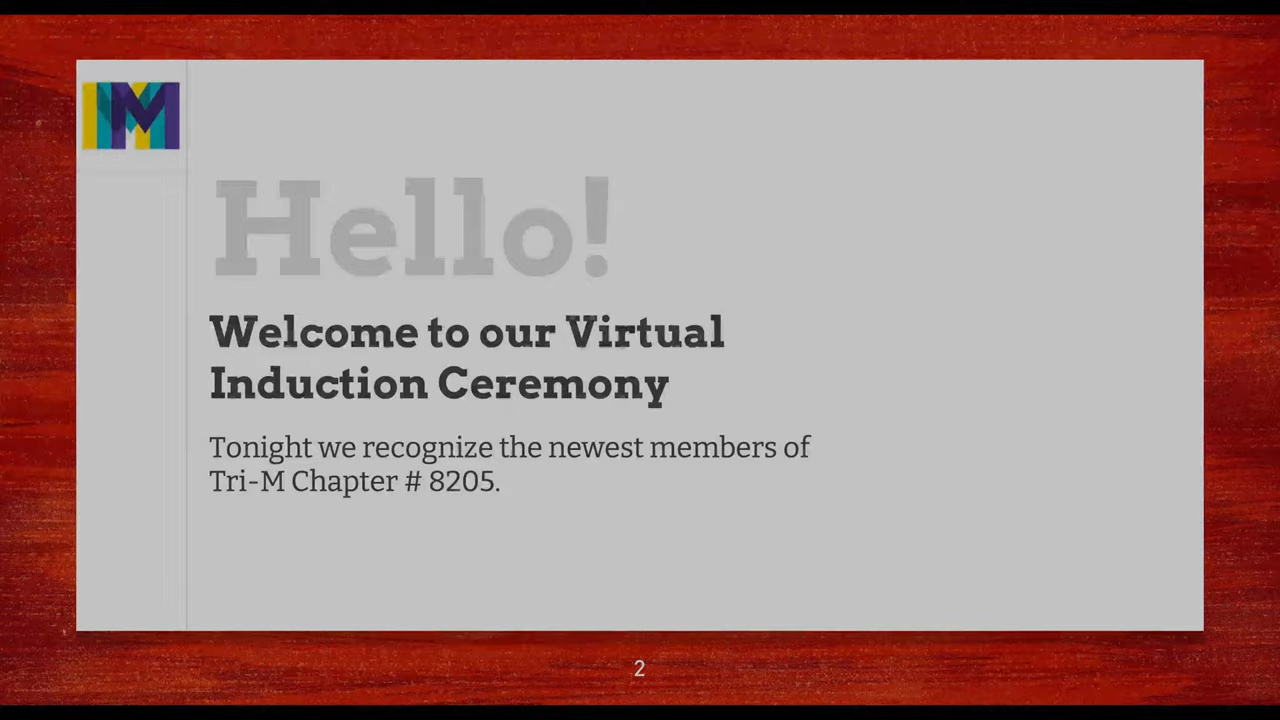 M
Hello!
Welcome to our Virtual
Induction Ceremony
Tonight we recognize the newest members of
Tri-M Chapter # 8205.
2